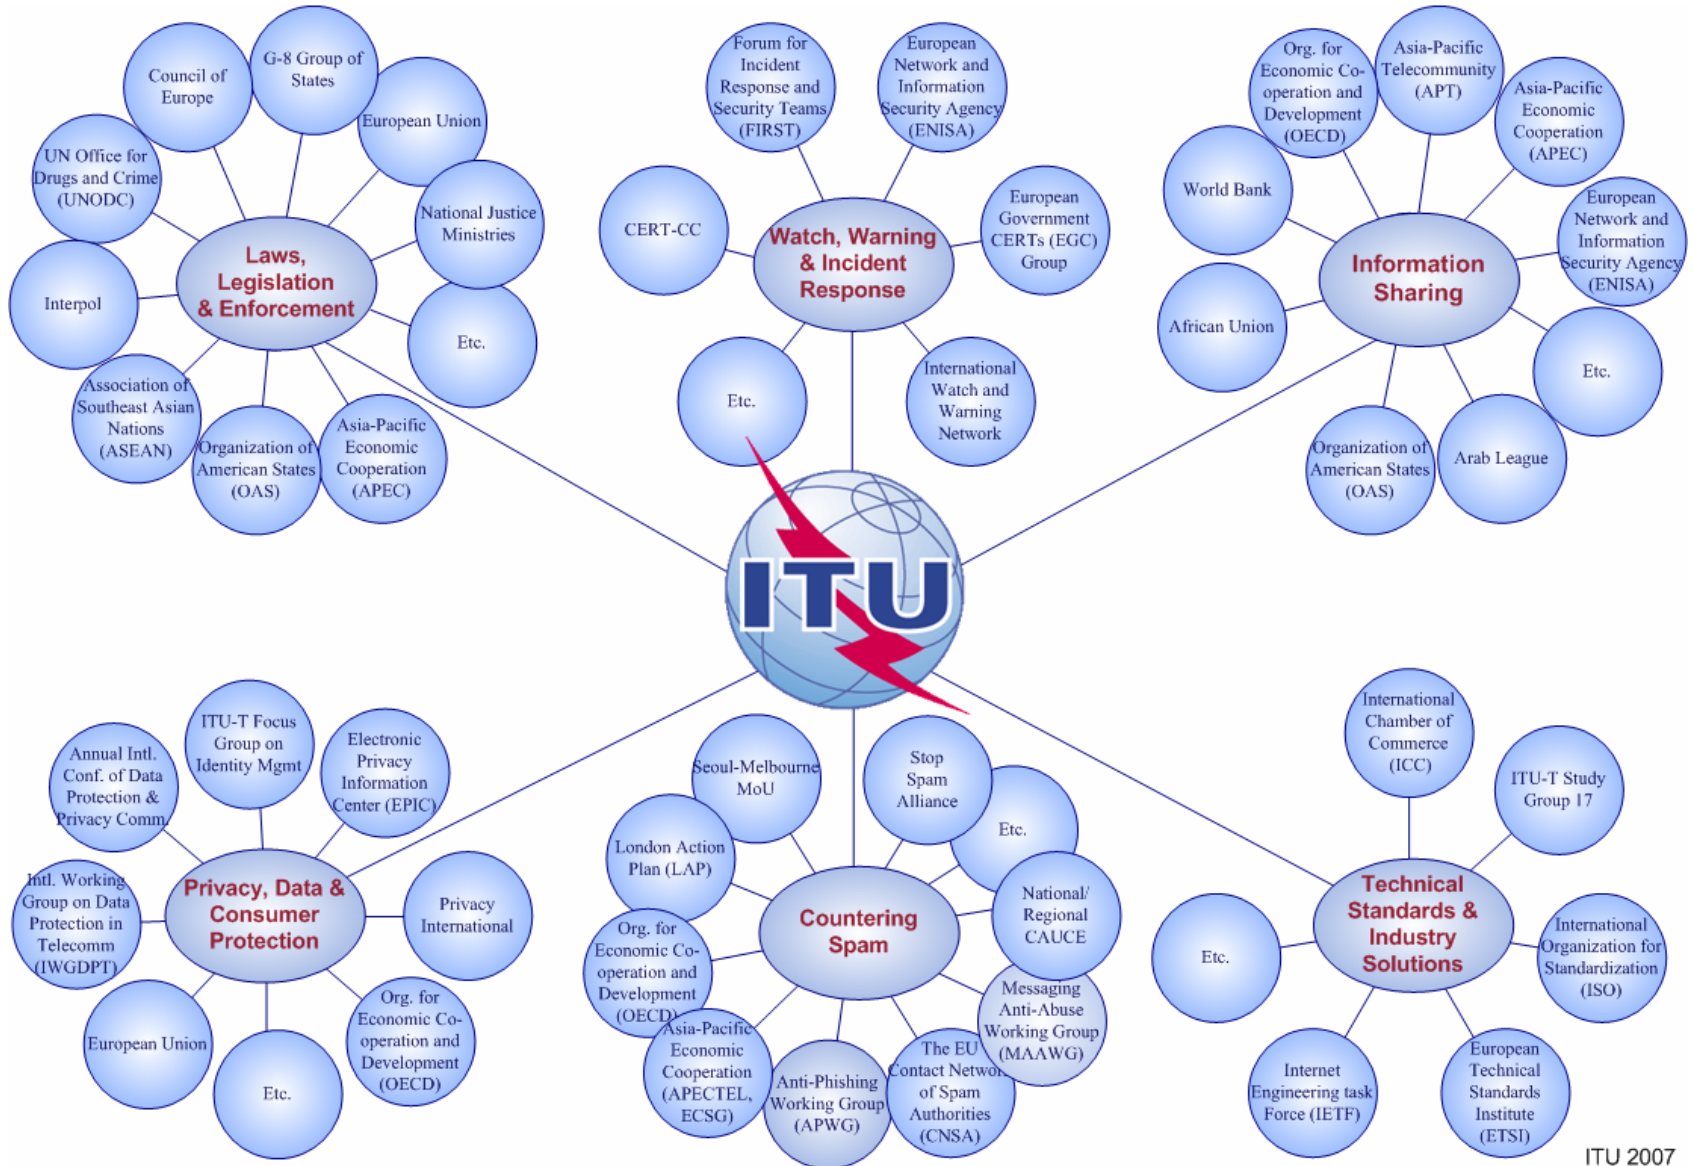 Laws,
Legislation
& Enforcement
Council of
Europe
G-8 Group of
States
European Union
National Justice
Ministries
Etc.
Asia-Pacific
Economic
Cooperation
(APEC)
Organization of
American States
(OAS)
Association of
Southeast Asian
Nations
(ASEAN)
Interpol
UN Office for
Drugs and Crime
(UNODC)
Watch, Warning
& Incident
Response
Forum for
Incident
Response and
Security Teams
(FIRST)
European
Network and
Information
Security Agency
(ENISA)
European
Government
CERTs (EGC)
Group
International
Watch and
Warning
Network
Etc.
CERT-CC
Information
Sharing
Org. for
Economic Co-
operation and
Development
(OECD)
Asia-Pacific
Telecommunity
(APT)
Asia-Pacific
Economic
Cooperation
(APEC)
European
Network and
Information
Security Agency
(ENISA)
Etc.
Arab League
Organization of
American States
(OAS)
African Union
World Bank
ITU
Privacy, Data &
Consumer
Protection
Annual Intl.
Conf. of Data
Protection &
Privacy Comm.
ITU-T Focus
Group on
Identity Mgmt
Electronic
Privacy
Information
Center (EPIC)
Privacy
International
Org. for
Economic Co-
operation and
Development
(OECD)
Etc.
European Union
Intl. Working
Group on Data
Protection in
Telecomm
(IWGDPT)
Countering
Spam
Seoul-Melbourne
MoU
Stop
Spam
Alliance
Etc.
National/
Regional
CAUCE
Messaging
Anti-Abuse
Working Group
(MAAWG)
The EU
Contact Network
of Spam
Authorities
(CNSA)
Anti-Phishing
Working Group
(APWG)
Asia-Pacific
Economic
Cooperation
(APECTEL,
ECSG)
Org. for
Economic Co-
operation and
Development
(OECD)
London Action
Plan (LAP)
Technical
Standards &
Industry
Solutions
International
Chamber of
Commerce
(ICC)
ITU-T Study
Group 17
International
Organization for
Standardization
(ISO)
European
Technical
Standards
Institute
(ETSI)
Internet
Engineering task
Force (IETF)
Etc.
ITU 2007